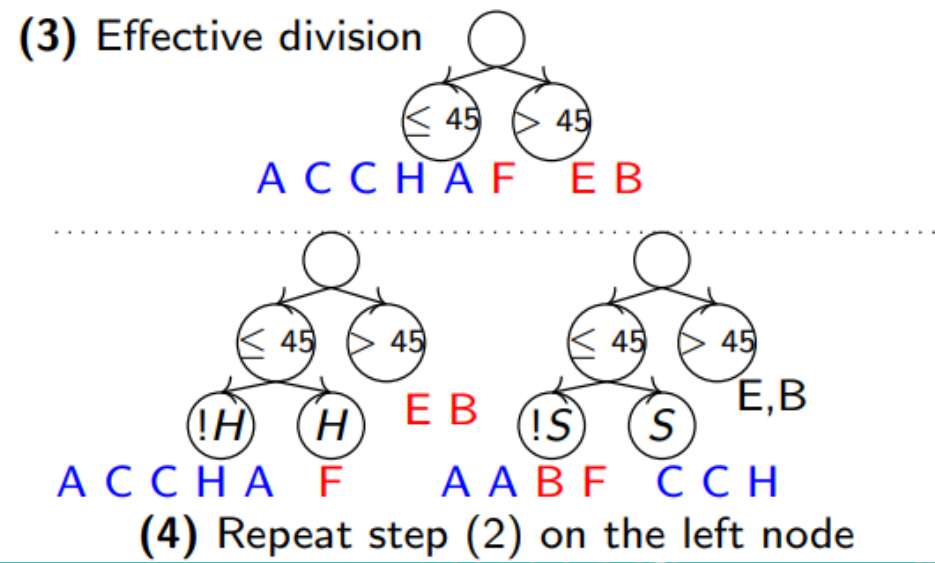 (3) Effective division
≤ 45 > 45
A C C H A F E B
≤ 45 > 45 ≤ 45 > 45
E,B
!H H E B !S S
A C C H A F A A B F C C H
(4) Repeat step (2) on the left node